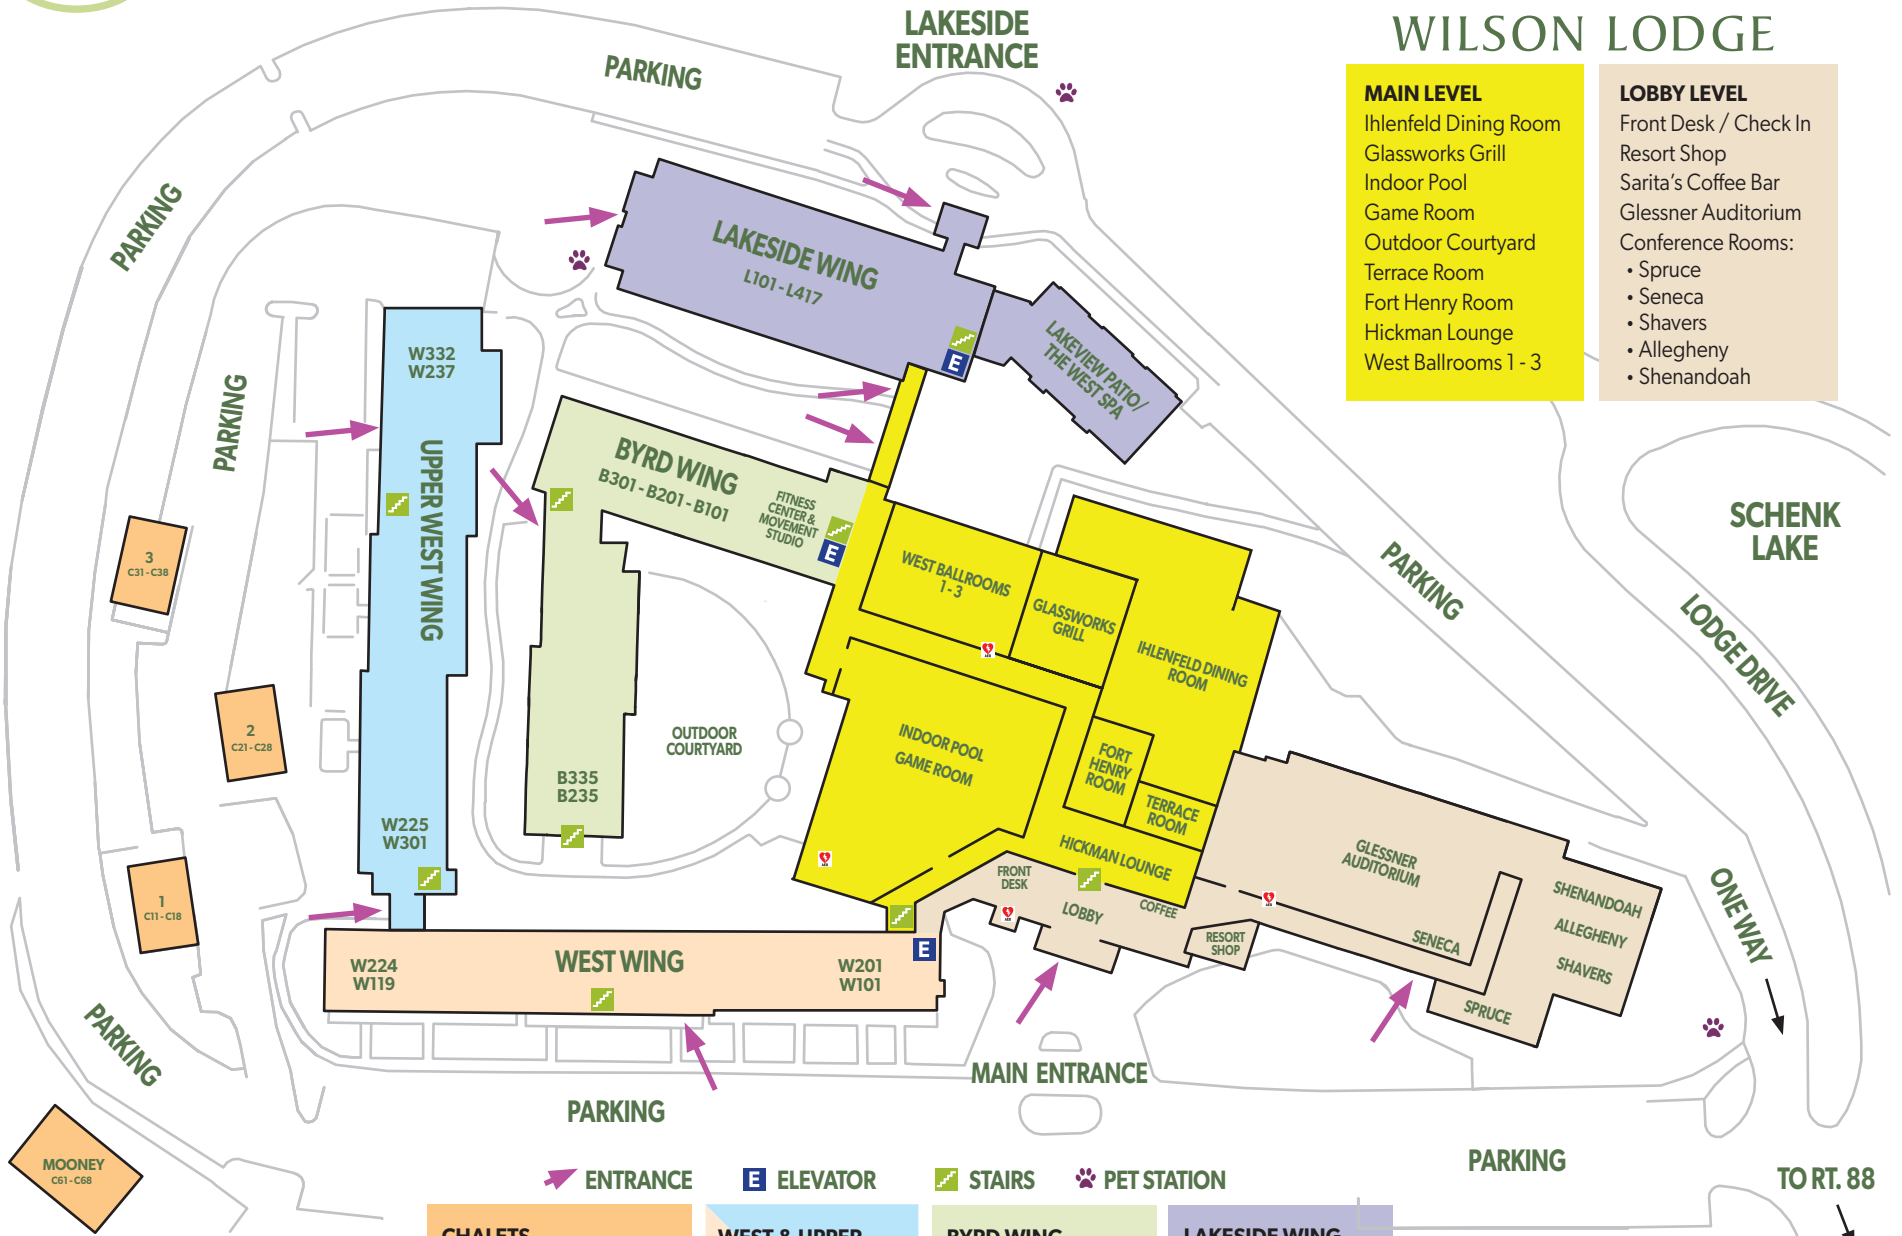 LAKESIDE
ENTRANCE
WILSON LODGE
MAIN LEVEL
Ihlenfeld Dining Room
Glassworks Grill
Indoor Pool
Game Room
Outdoor Courtyard
Terrace Room
Fort Henry Room
Hickman Lounge
West Ballrooms 1 - 3
LOBBY LEVEL
Front Desk / Check In
Resort Shop
Sarita's Coffee Bar
Glessner Auditorium
Conference Rooms:
• Spruce
• Seneca
• Shavers
• Allegheny
• Shenandoah
PARKING
PARKING
PARKING
LAKESIDE WING
L101 - L417
LAKEVIEW PATIO/
THE WEST SPA
W332
W237
UPPER WEST WING
W225
W301
BYRD WING
B301 - B201 - B101
FITNESS
CENTER &
MOVEMENT
STUDIO
E
E
B335
B235
OUTDOOR
COURTYARD
WEST BALLROOMS
1 - 3
GLASSWORKS
GRILL
IHLENFELD DINING
ROOM
INDOOR POOL
GAME ROOM
FORT
HENRY
ROOM
TERRACE
ROOM
HICKMAN LOUNGE
FRONT
DESK
LOBBY
COFFEE
RESORT
SHOP
GLESSNER
AUDITORIUM
SENECA
SHENANDOAH
ALLEGHENY
SHAVERS
SPRUCE
SCHENK
LAKE
PARKING
LODGE DRIVE
ONE WAY
3
C31 - C38
2
C21 - C28
1
C11 - C18
W224
W119
WEST WING
W201
W101
E
PARKING
MAIN ENTRANCE
PARKING
PARKING
TO RT. 88
MOONEY
C61 - C68
ENTRANCE
E ELEVATOR
STAIRS
PET STATION
CHALETS
WEST & UPPER
BYRD WING
LAKESIDE WING